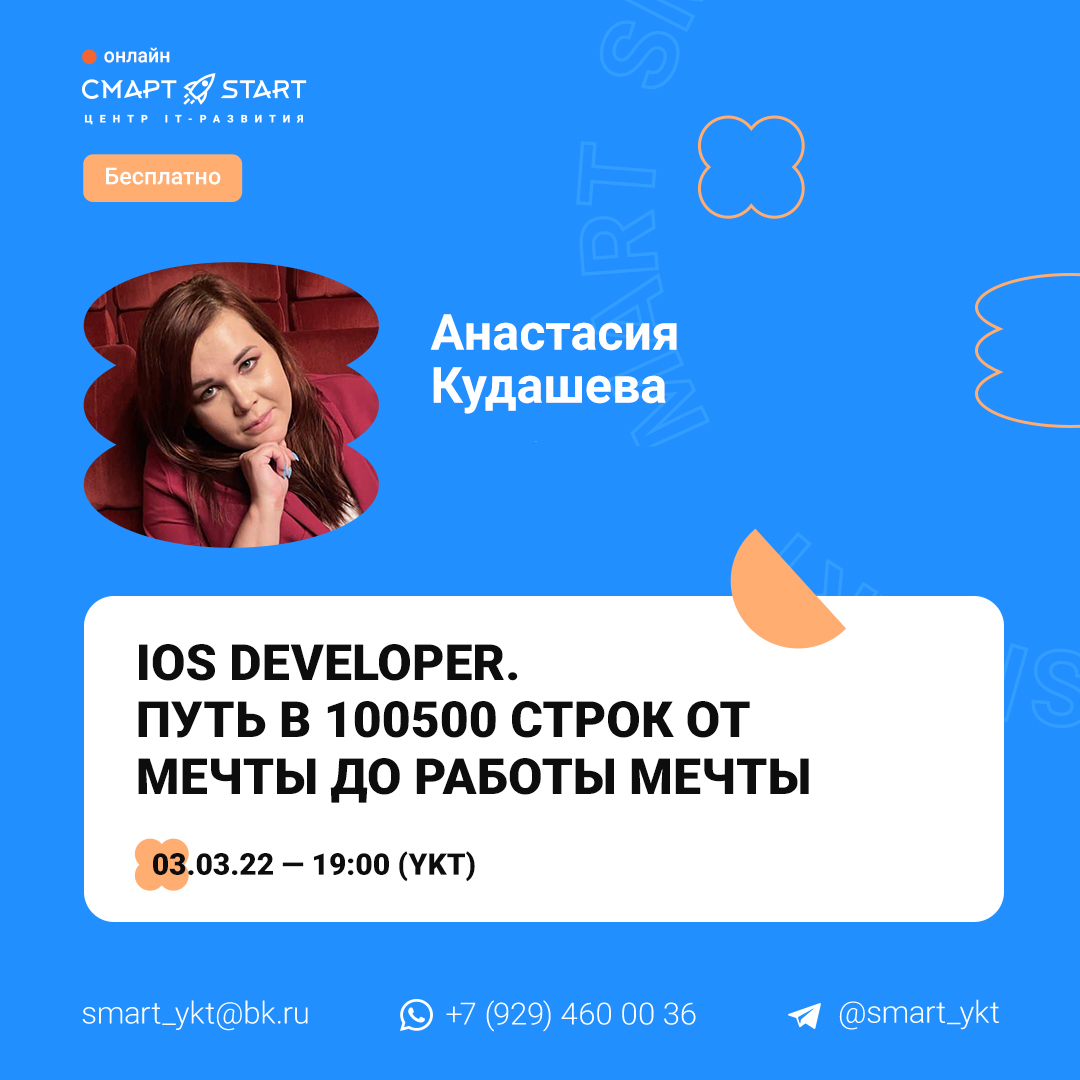 онлайн
СМАРТ START
ЦЕНТР IT-РАЗВИТИЯ
Бесплатно
Анастасия
Кудашева
IOS DEVELOPER.
ПУТЬ В 100500 СТРОК ОТ
МЕЧТЫ ДО РАБОТЫ МЕЧТЫ
03.03.22 — 19:00 (YKT)
smart_ykt@bk.ru
+7 (929) 460 00 36
@smart_ykt